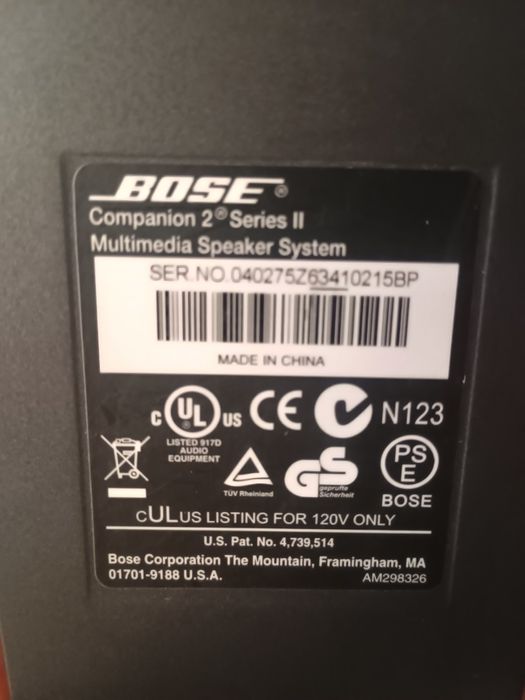 BOSE®
Companion 2® Series II
Multimedia Speaker System
SER.NO.040275Z63410215BP
MADE IN CHINA
c UL US CE N123
LISTED 917D
AUDIO
EQUIPMENT
TÜV Rheinland
GS
geprüfte
Sicherheit
PS
E
BOSE
cULUS LISTING FOR 120V ONLY
U.S. Pat. No. 4,739,514
Bose Corporation The Mountain, Framingham, MA
01701-9188 U.S.A.
AM298326